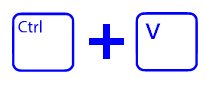 Ctrl + V